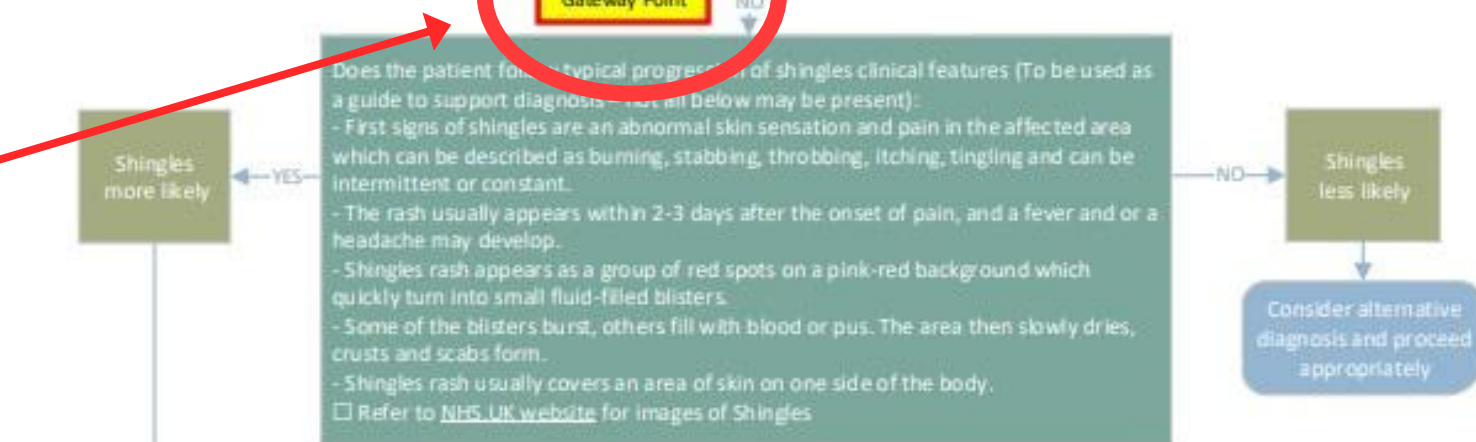 Gateway Point
NO
Does the patient follow typical progression of shingles clinical features (To be used as
a guide to support diagnosis – not all below may be present):
- First signs of shingles are an abnormal skin sensation and pain in the affected area
which can be described as burning, stabbing, throbbing, itching, tingling and can be
intermittent or constant.
- The rash usually appears within 2-3 days after the onset of pain, and a fever and or a
headache may develop.
- Shingles rash appears as a group of red spots on a pink-red background which
quickly turn into small fluid-filled blisters.
- Some of the blisters burst, others fill with blood or pus. The area then slowly dries,
crusts and scabs form.
- Shingles rash usually covers an area of skin on one side of the body.
☐ Refer to NHS.UK website for images of Shingles
YES
Shingles
more likely
NO
Shingles
less likely
Consider alternative
diagnosis and proceed
appropriately